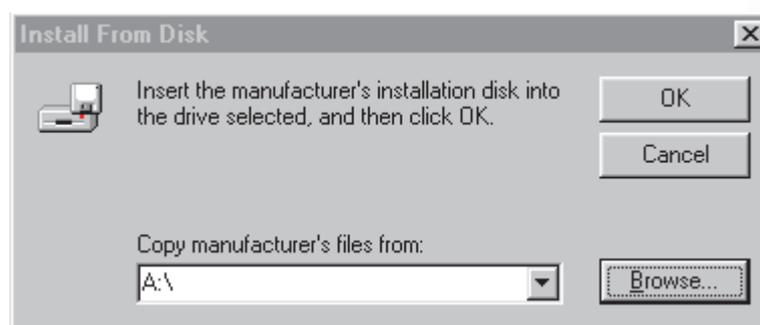 Install From Disk
Insert the manufacturer's installation disk into
the drive selected, and then click OK.
OK
Cancel
Copy manufacturer's files from:
A:\
Browse...